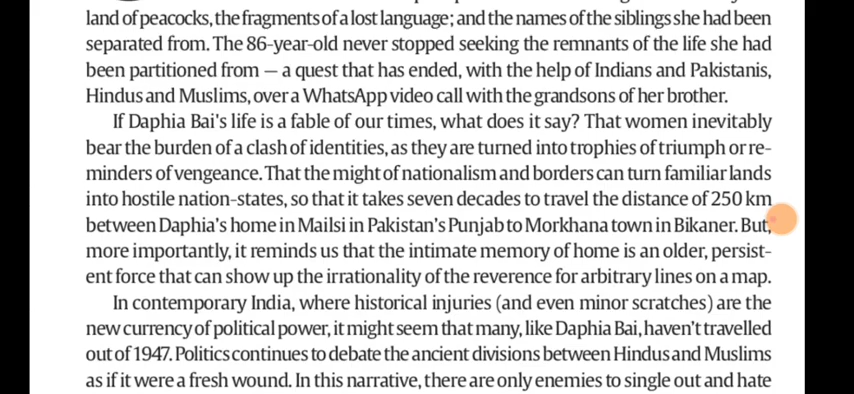 land of peacocks, the fragments of a lost language; and the names of the siblings she had been
separated from. The 86-year-old never stopped seeking the remnants of the life she had
been partitioned from — a quest that has ended, with the help of Indians and Pakistanis,
Hindus and Muslims, over a WhatsApp video call with the grandsons of her brother.
If Daphia Bai's life is a fable of our times, what does it say? That women inevitably
bear the burden of a clash of identities, as they are turned into trophies of triumph or re-
minders of vengeance. That the might of nationalism and borders can turn familiar lands
into hostile nation-states, so that it takes seven decades to travel the distance of 250 km
between Daphia's home in Mailsi in Pakistan's Punjab to Morkhana town in Bikaner. But,
more importantly, it reminds us that the intimate memory of home is an older, persist-
ent force that can show up the irrationality of the reverence for arbitrary lines on a map.
In contemporary India, where historical injuries (and even minor scratches) are the
new currency of political power, it might seem that many, like Daphia Bai, haven't travelled
out of 1947. Politics continues to debate the ancient divisions between Hindus and Muslims
as if it were a fresh wound. In this narrative, there are only enemies to single out and hate